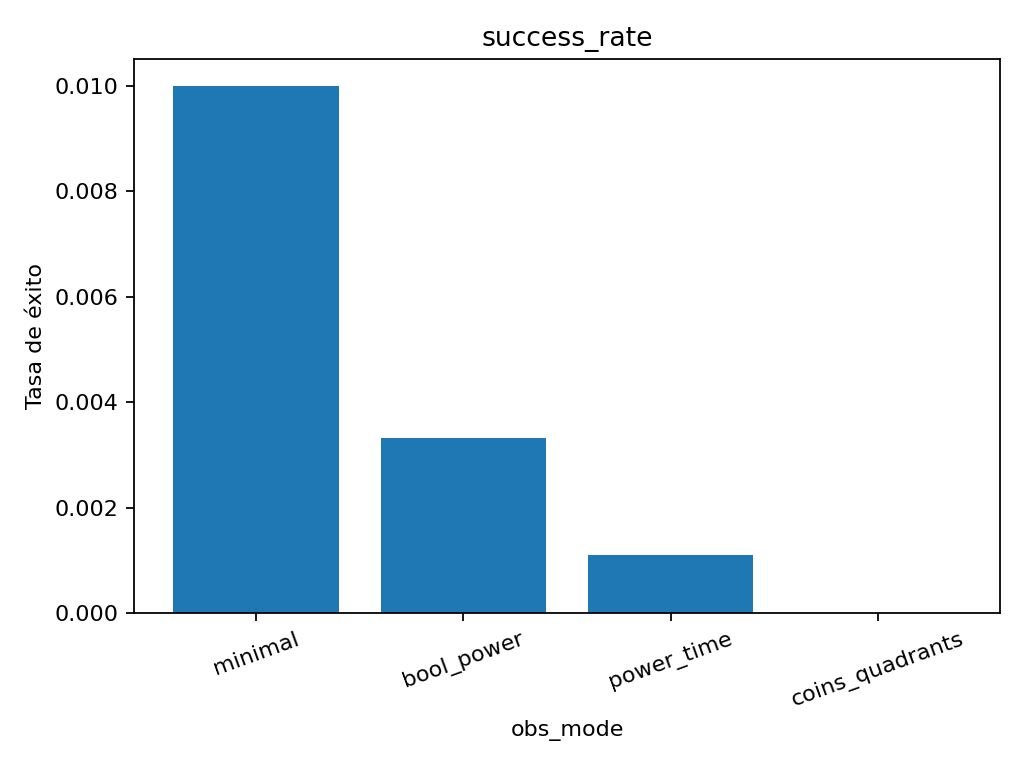 success_rate
Tasa de éxito
0.010
0.008
0.006
0.004
0.002
0.000
minimal
bool_power
power_time
coins_quadrants
obs_mode